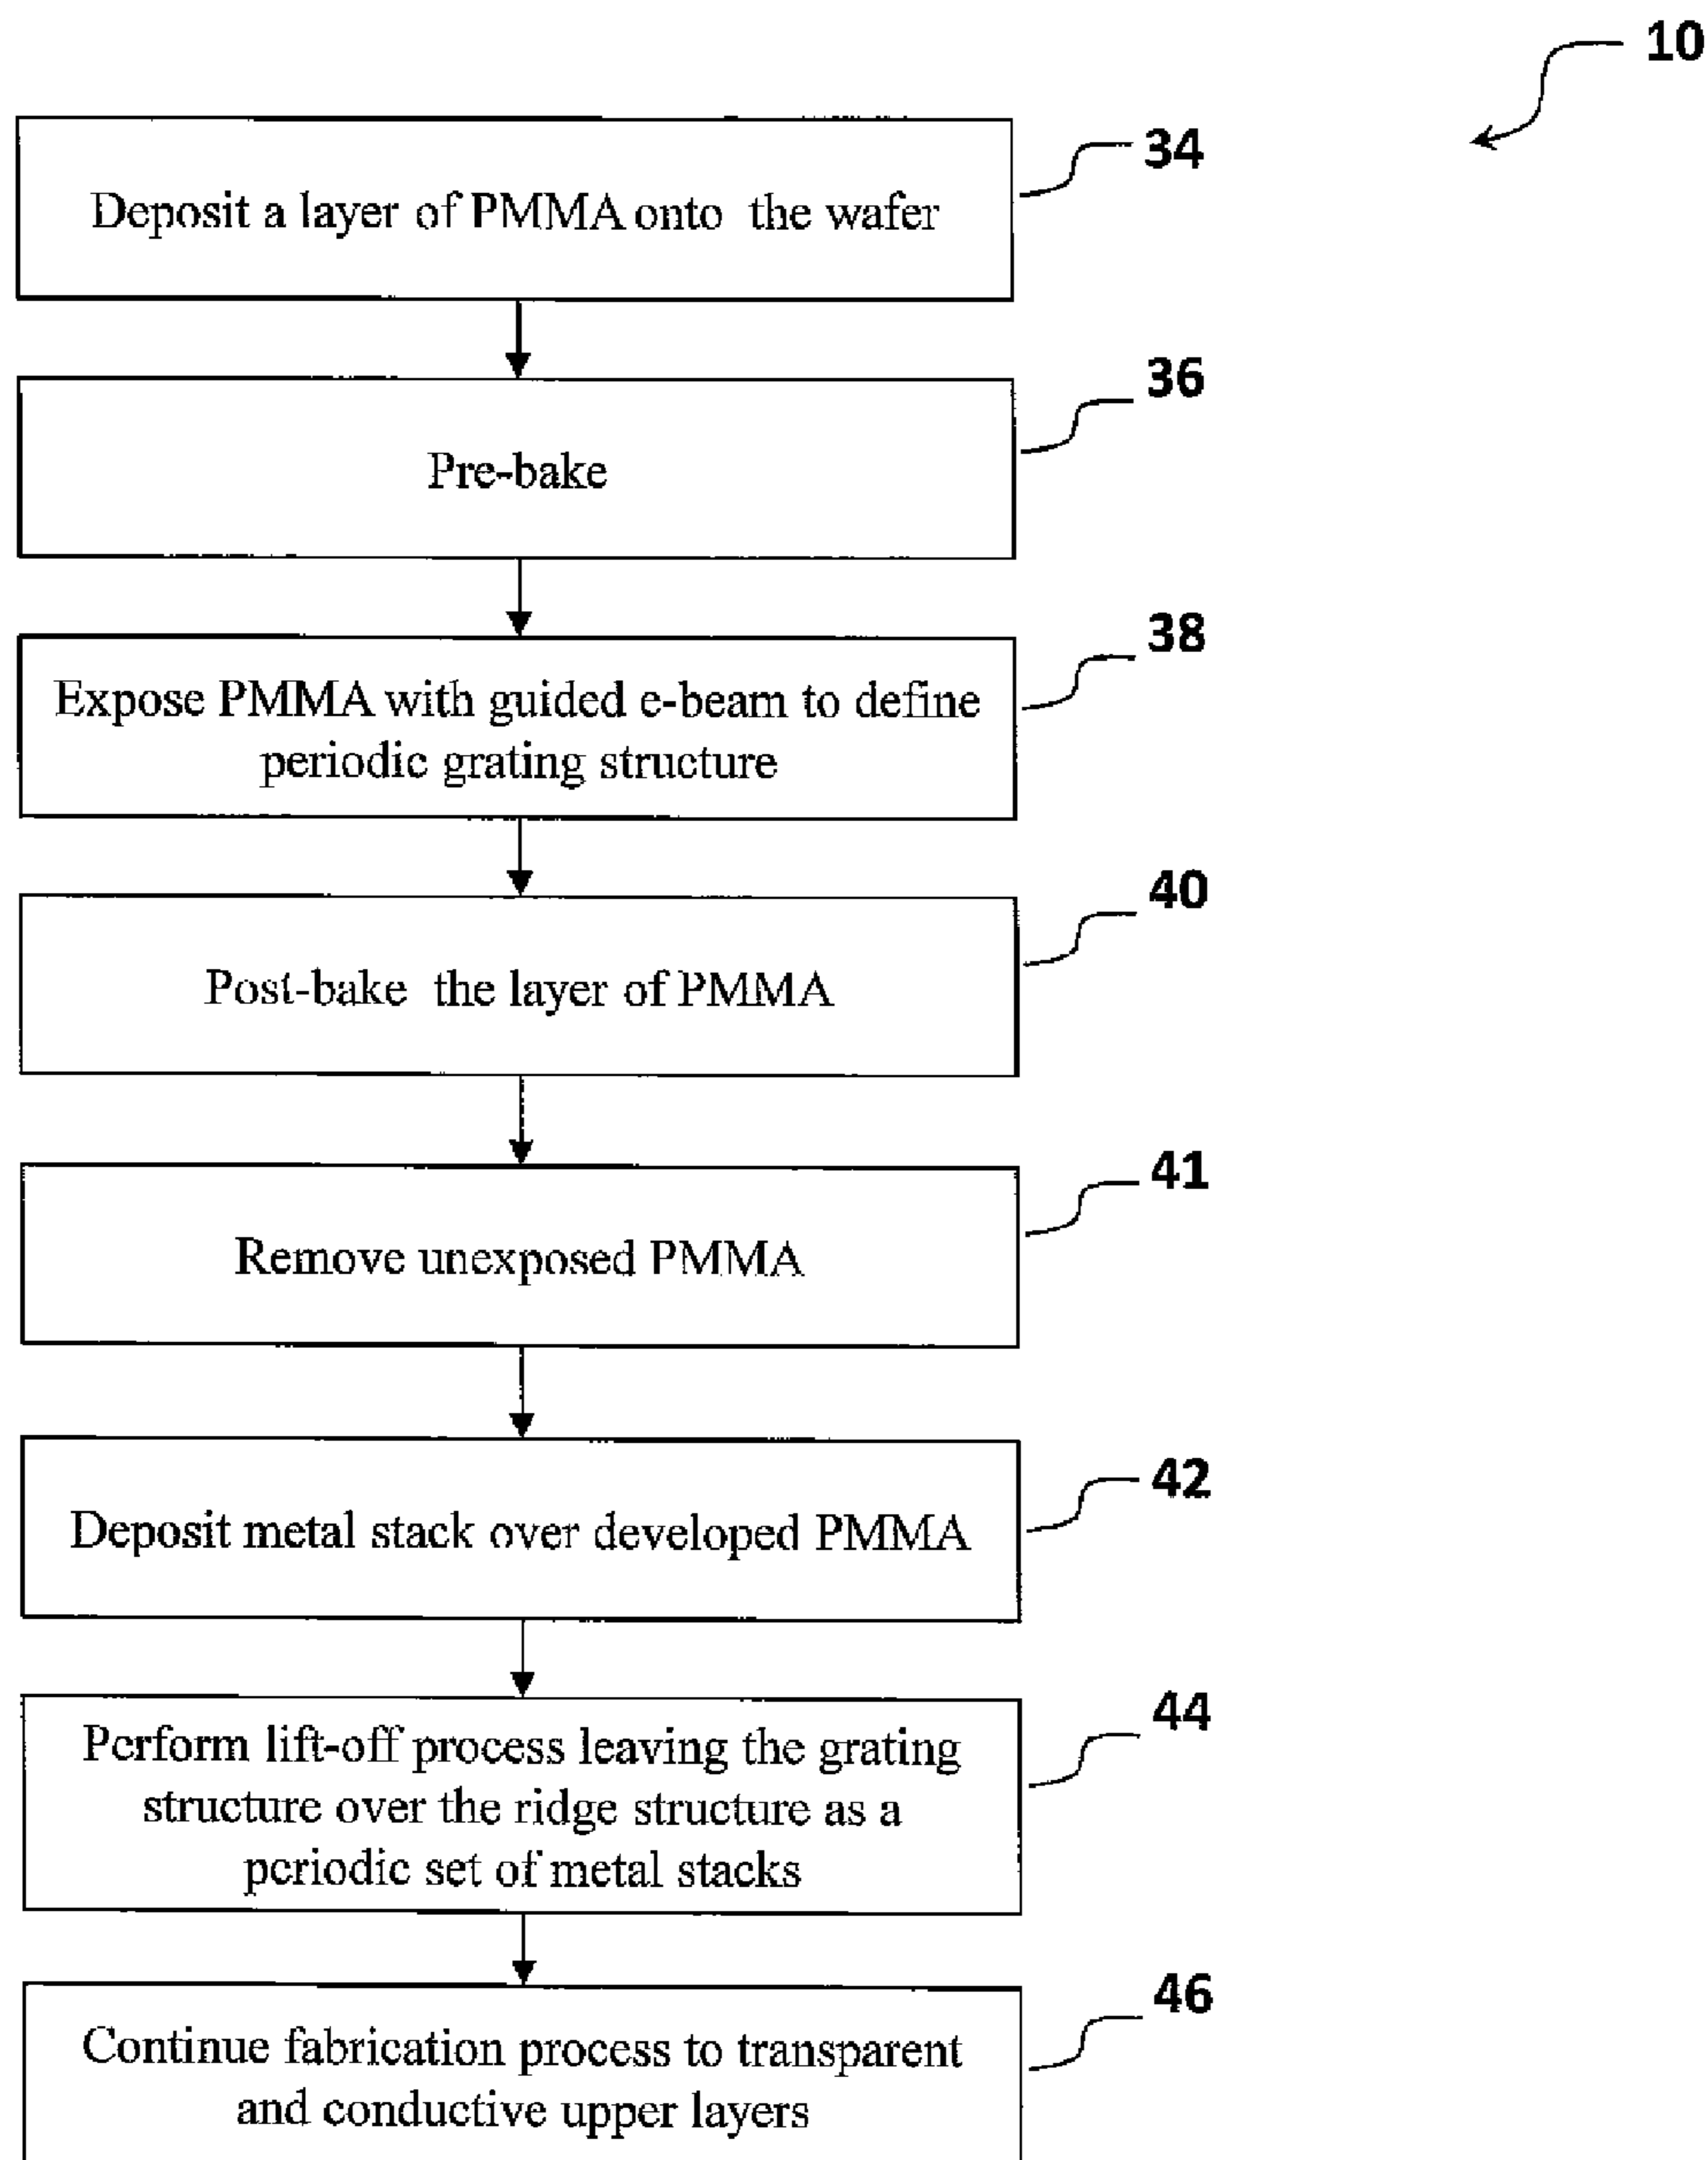 10
34
Deposit a layer of PMMA onto the wafer
36
Pre-bake
38
Expose PMMA with guided e-beam to define
periodic grating structure
40
Post-bake the layer of PMMA
41
Remove unexposed PMMA
42
Deposit metal stack over developed PMMA
44
Perform lift-off process leaving the grating
structure over the ridge structure as a
periodic set of metal stacks
46
Continue fabrication process to transparent
and conductive upper layers